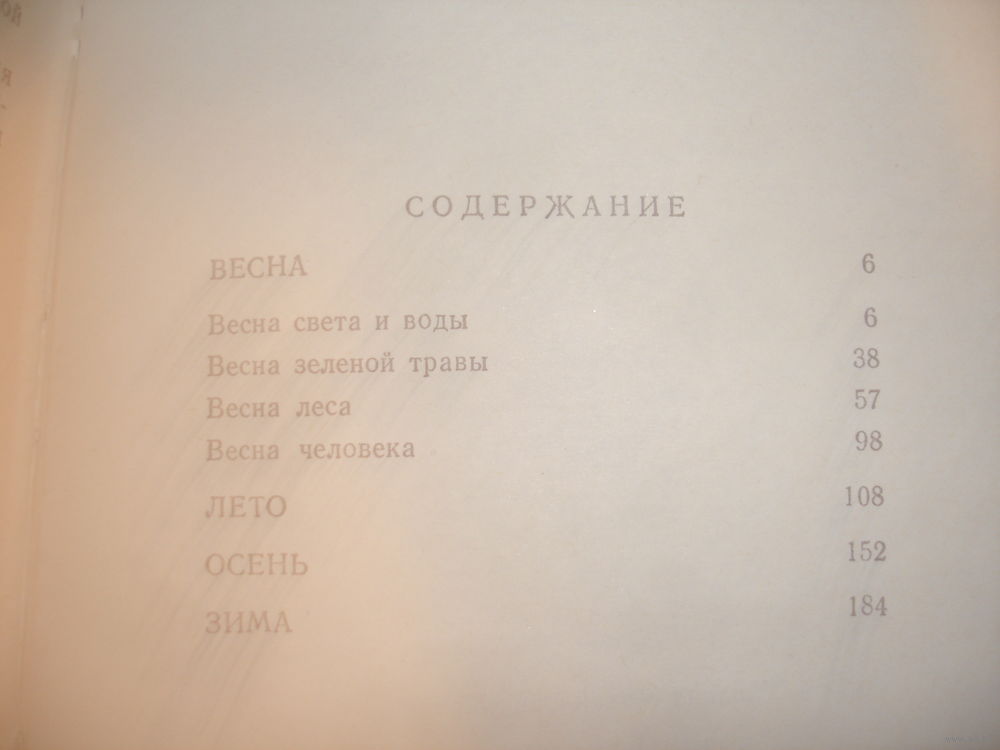 СОДЕРЖАНИЕ
ВЕСНА 6
Весна света и воды 6
Весна зеленой травы 38
Весна леса 57
Весна человека 98
ЛЕТО 108
ОСЕНЬ 152
ЗИМА 184